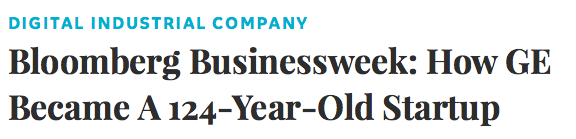 DIGITAL INDUSTRIAL COMPANY
Bloomberg Businessweek: How GE
Became A 124-Year-Old Startup